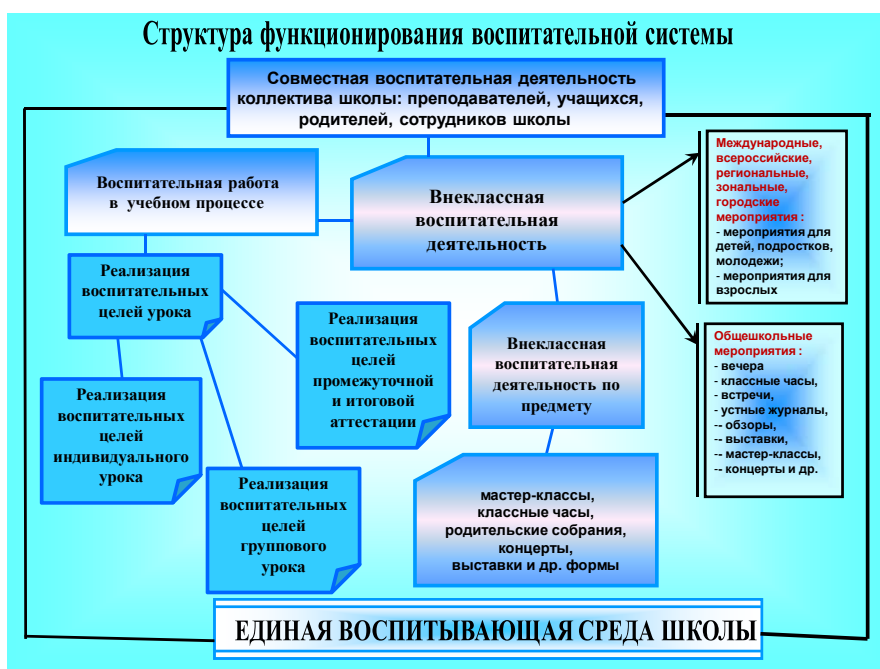 Структура функционирования воспитательной системы
Совместная воспитательная деятельность
коллектива школы: преподавателей, учащихся,
родителей, сотрудников школы
Воспитательная работа
в учебном процессе
Внеклассная
воспитательная
деятельность
Международные,
всероссийские,
региональные,
зональные,
городские
мероприятия :
- мероприятия для
детей, подростков,
молодежи;
- мероприятия для
взрослых
Реализация
воспитательных
целей урока
Реализация
воспитательных
целей
промежуточной
и итоговой
аттестации
Внеклассная
воспитательная
деятельность по
предмету
Общешкольные
мероприятия :
- вечера
- классные часы,
- встречи,
- устные журналы,
-- обзоры,
-- выставки,
-- мастер-классы,
-- концерты и др.
Реализация
воспитательных
целей
индивидуального
урока
Реализация
воспитательных
целей
группового
урока
мастер-классы,
классные часы,
родительские собрания,
концерты,
выставки и др. формы
ЕДИНАЯ ВОСПИТЫВАЮЩАЯ СРЕДА ШКОЛЫ